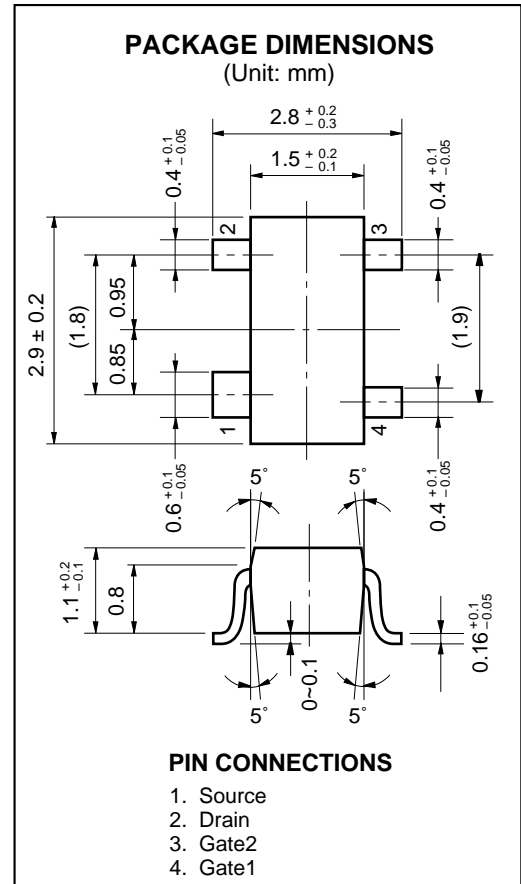 PACKAGE DIMENSIONS
(Unit: mm)
2.8 +0.2 −0.3
1.5 +0.2 −0.1
0.4 +0.1 −0.05
0.4 +0.1 −0.05
2
3
2.9 ± 0.2
(1.8)
0.95
0.85
(1.9)
1
4
0.6 +0.1 −0.05
0.4 +0.1 −0.05
5°
5°
1.1 +0.2 −0.1
0.8
0~0.1
0.16 +0.1 −0.05
5°
5°
PIN CONNECTIONS
1. Source
2. Drain
3. Gate2
4. Gate1